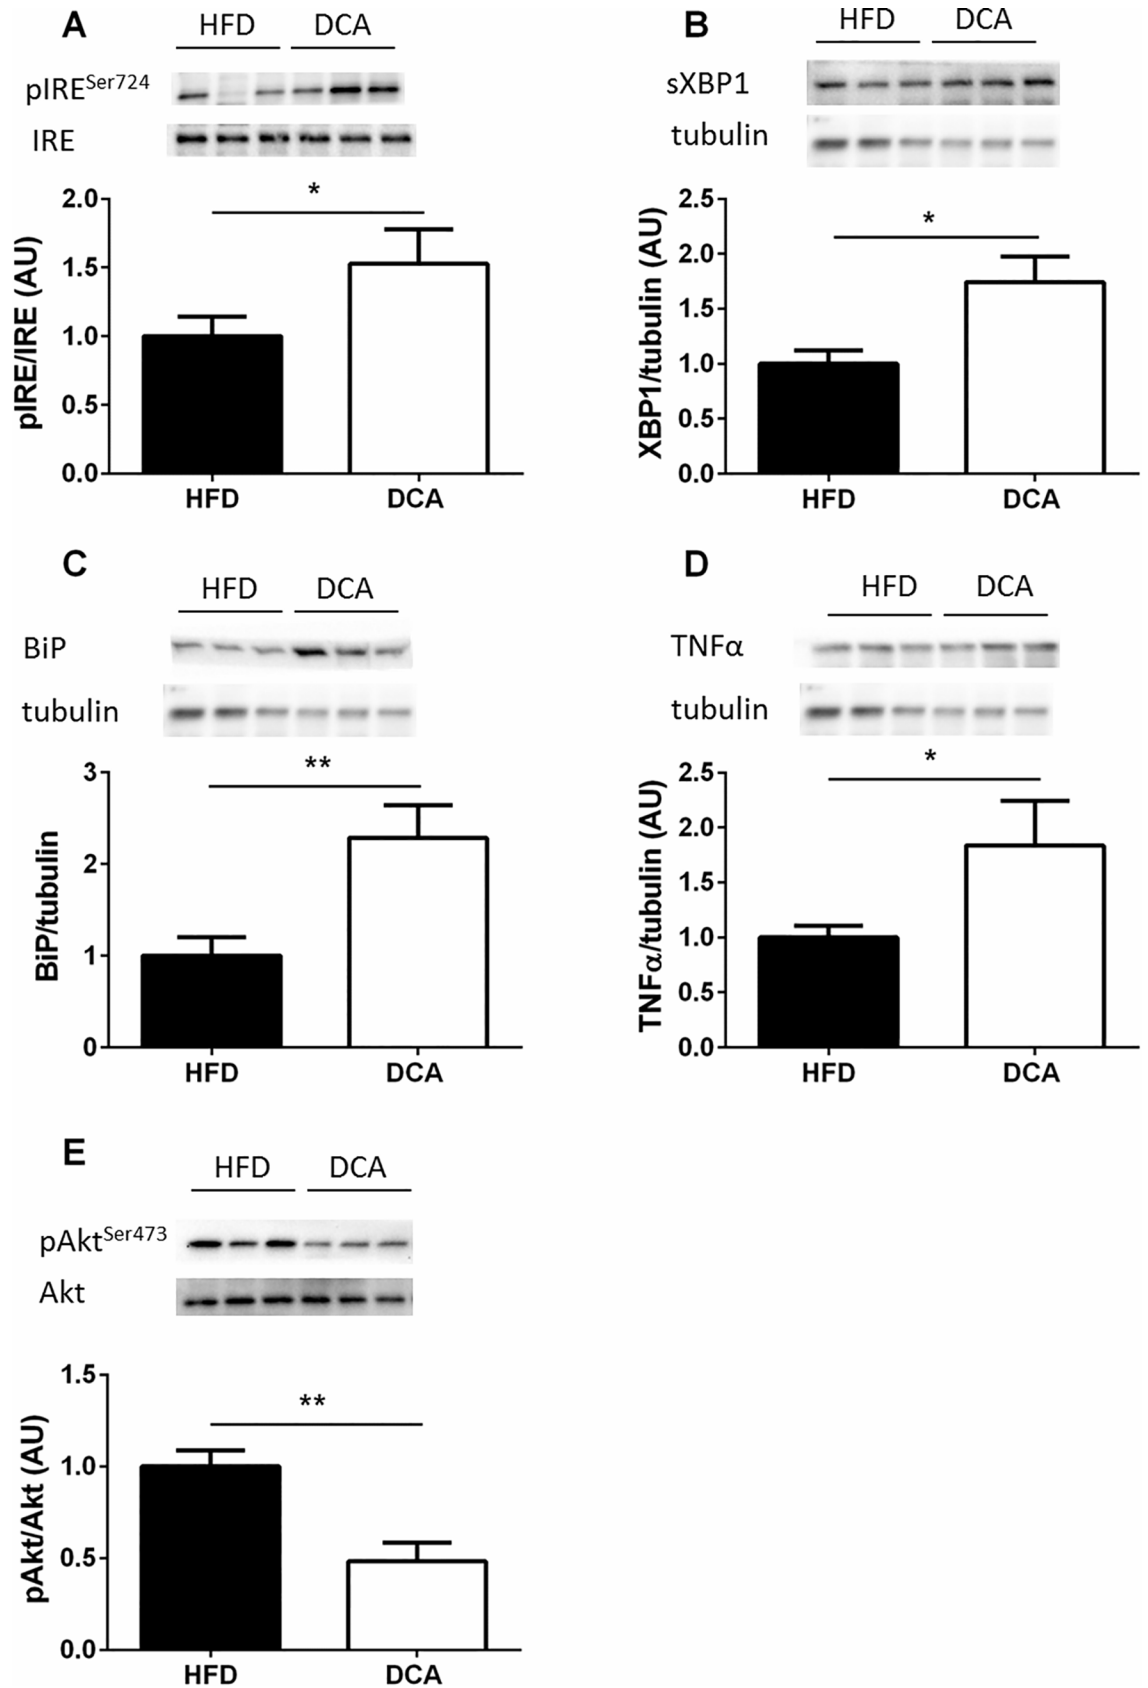 A
HFD DCA
pIRE^Ser724
IRE
*
pIRE/IRE (AU)
2.0
1.5
1.0
0.5
0.0
HFD DCA
B
HFD DCA
sXBP1
tubulin
*
XBP1/tubulin (AU)
2.5
2.0
1.5
1.0
0.5
0.0
HFD DCA
C
HFD DCA
BiP
tubulin
**
BiP/tubulin
3
2
1
0
HFD DCA
D
HFD DCA
TNFα
tubulin
*
TNFα/tubulin (AU)
2.5
2.0
1.5
1.0
0.5
0.0
HFD DCA
E
HFD DCA
pAkt^Ser473
Akt
**
pAkt/Akt (AU)
1.5
1.0
0.5
0.0
HFD DCA